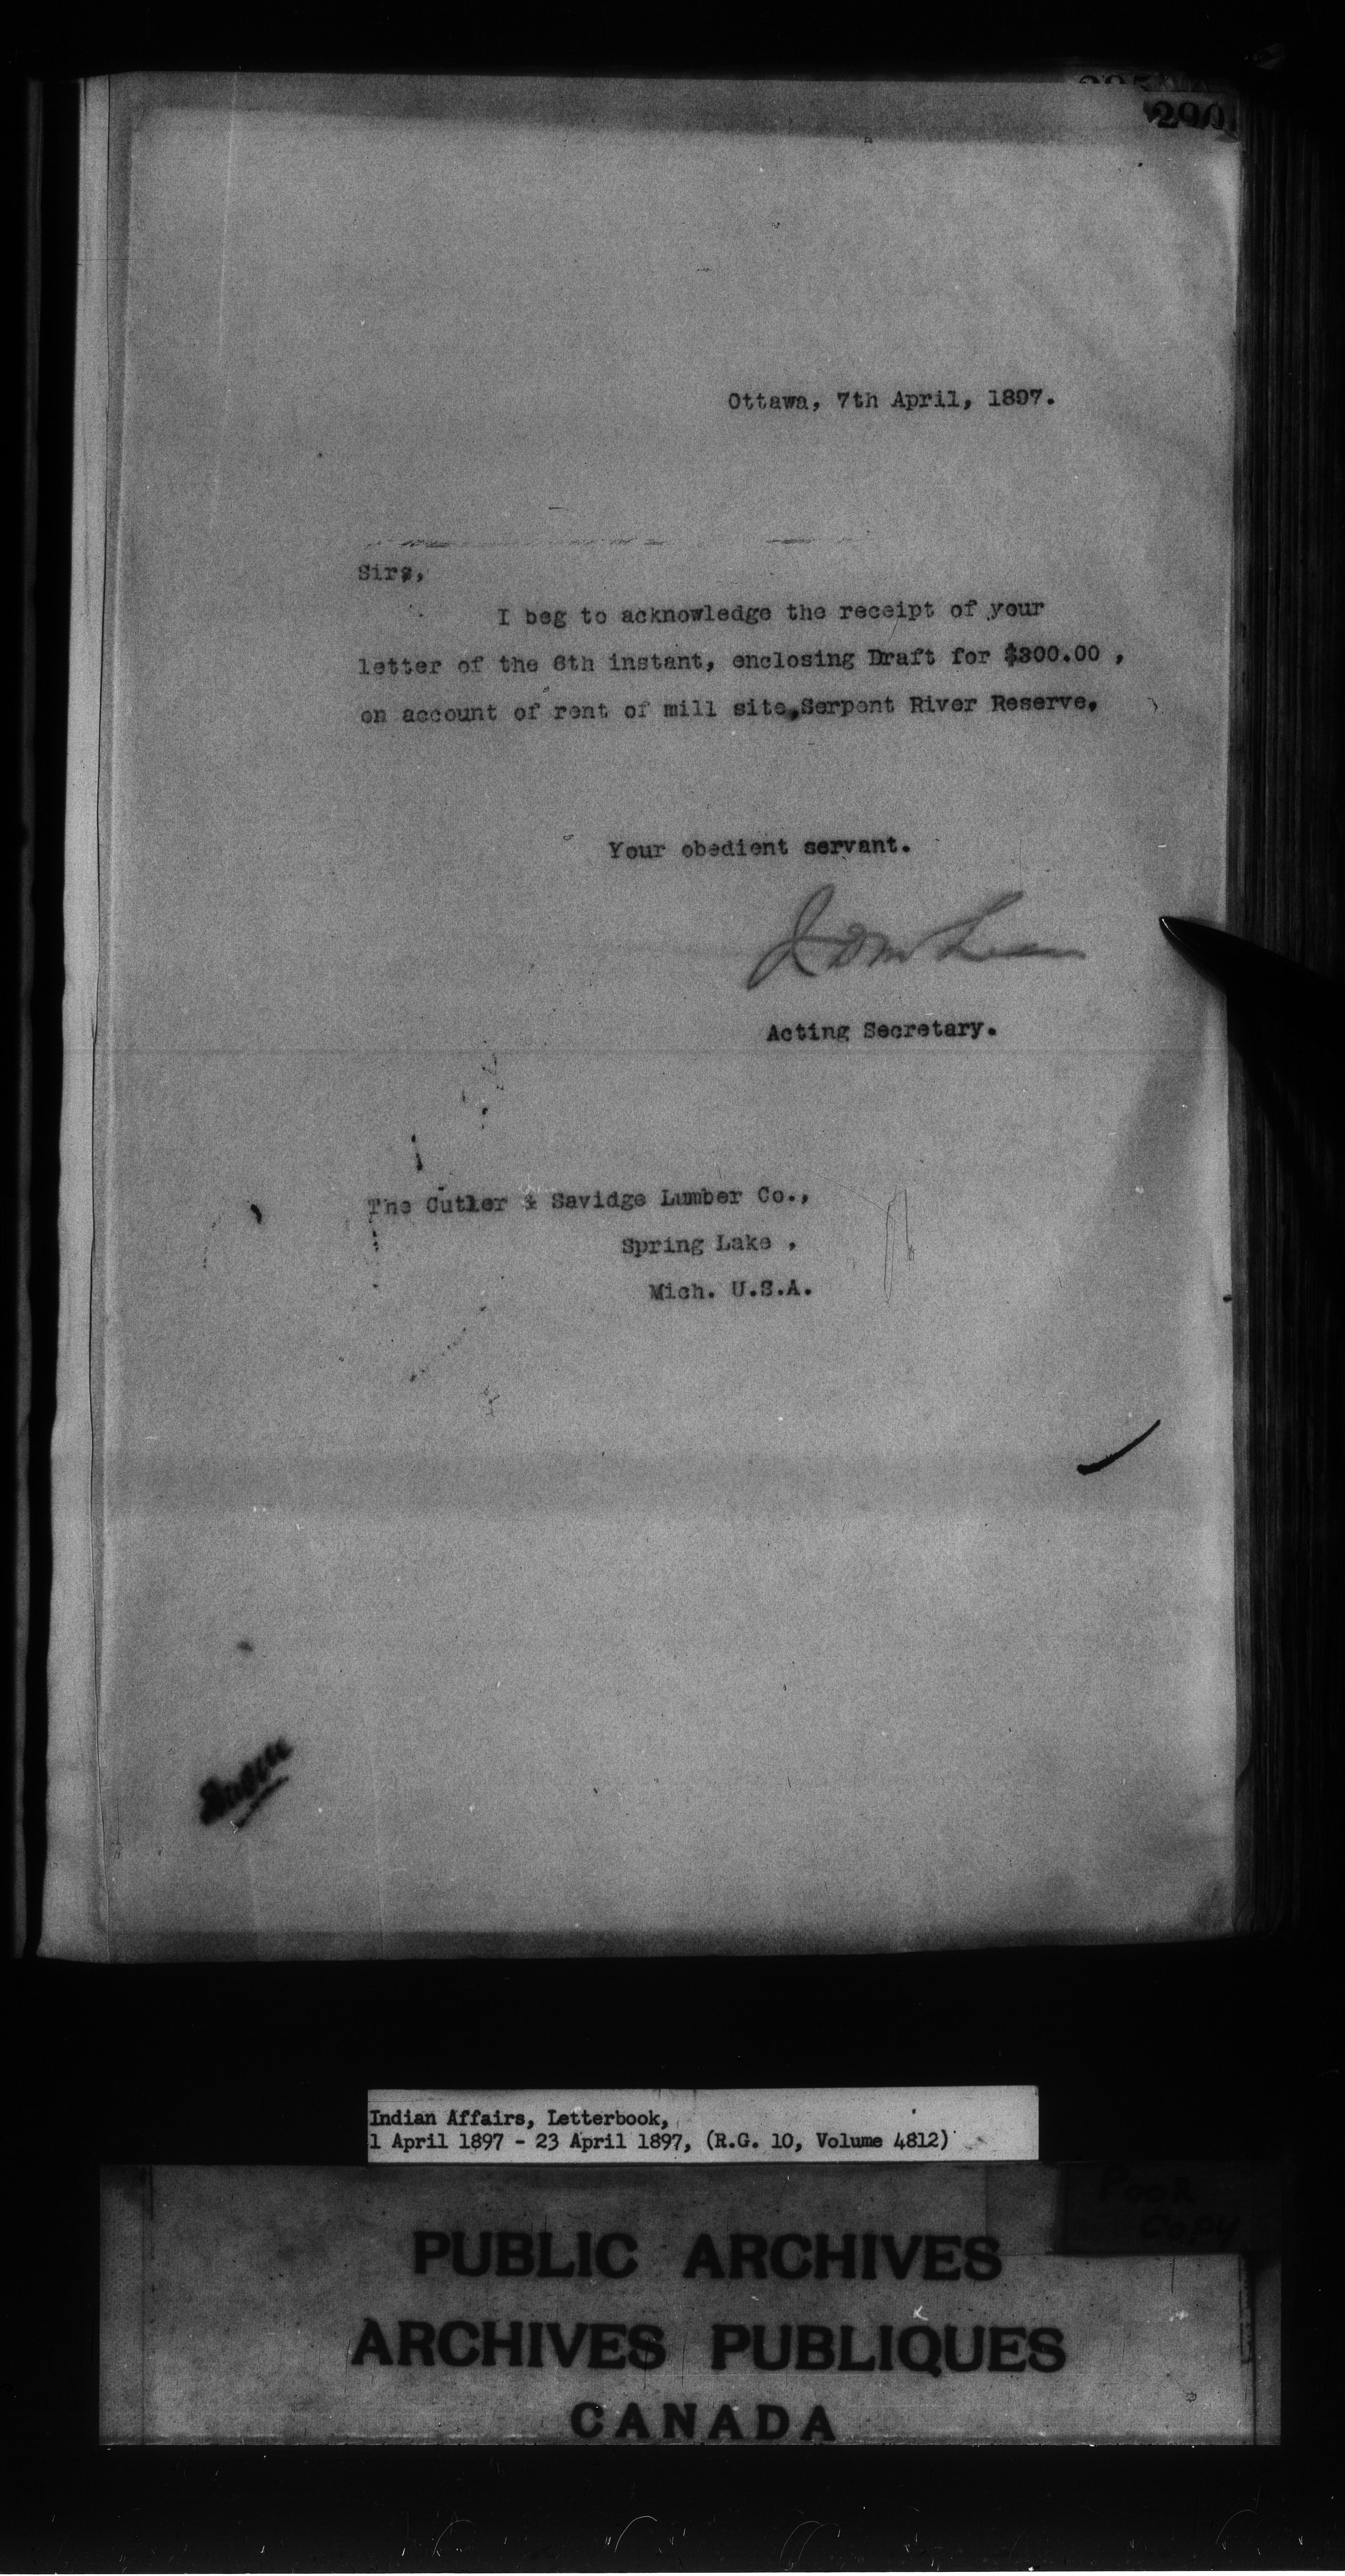 290
Ottawa, 7th April, 1897.
Sirs,
I beg to acknowledge the receipt of your
letter of the 6th instant, enclosing Draft for $300.00 ,
on account of rent of mill site,Serpent River Reserve.
Your obedient servant.
J D McLean
Acting Secretary.
The Cutler & Savidge Lumber Co.,
Spring Lake ,
Mich. U.S.A.
Indian Affairs, Letterbook,
1 April 1897 - 23 April 1897, (R.G. 10, Volume 4812)
POOR
COPY
PUBLIC ARCHIVES
ARCHIVES PUBLIQUES
CANADA